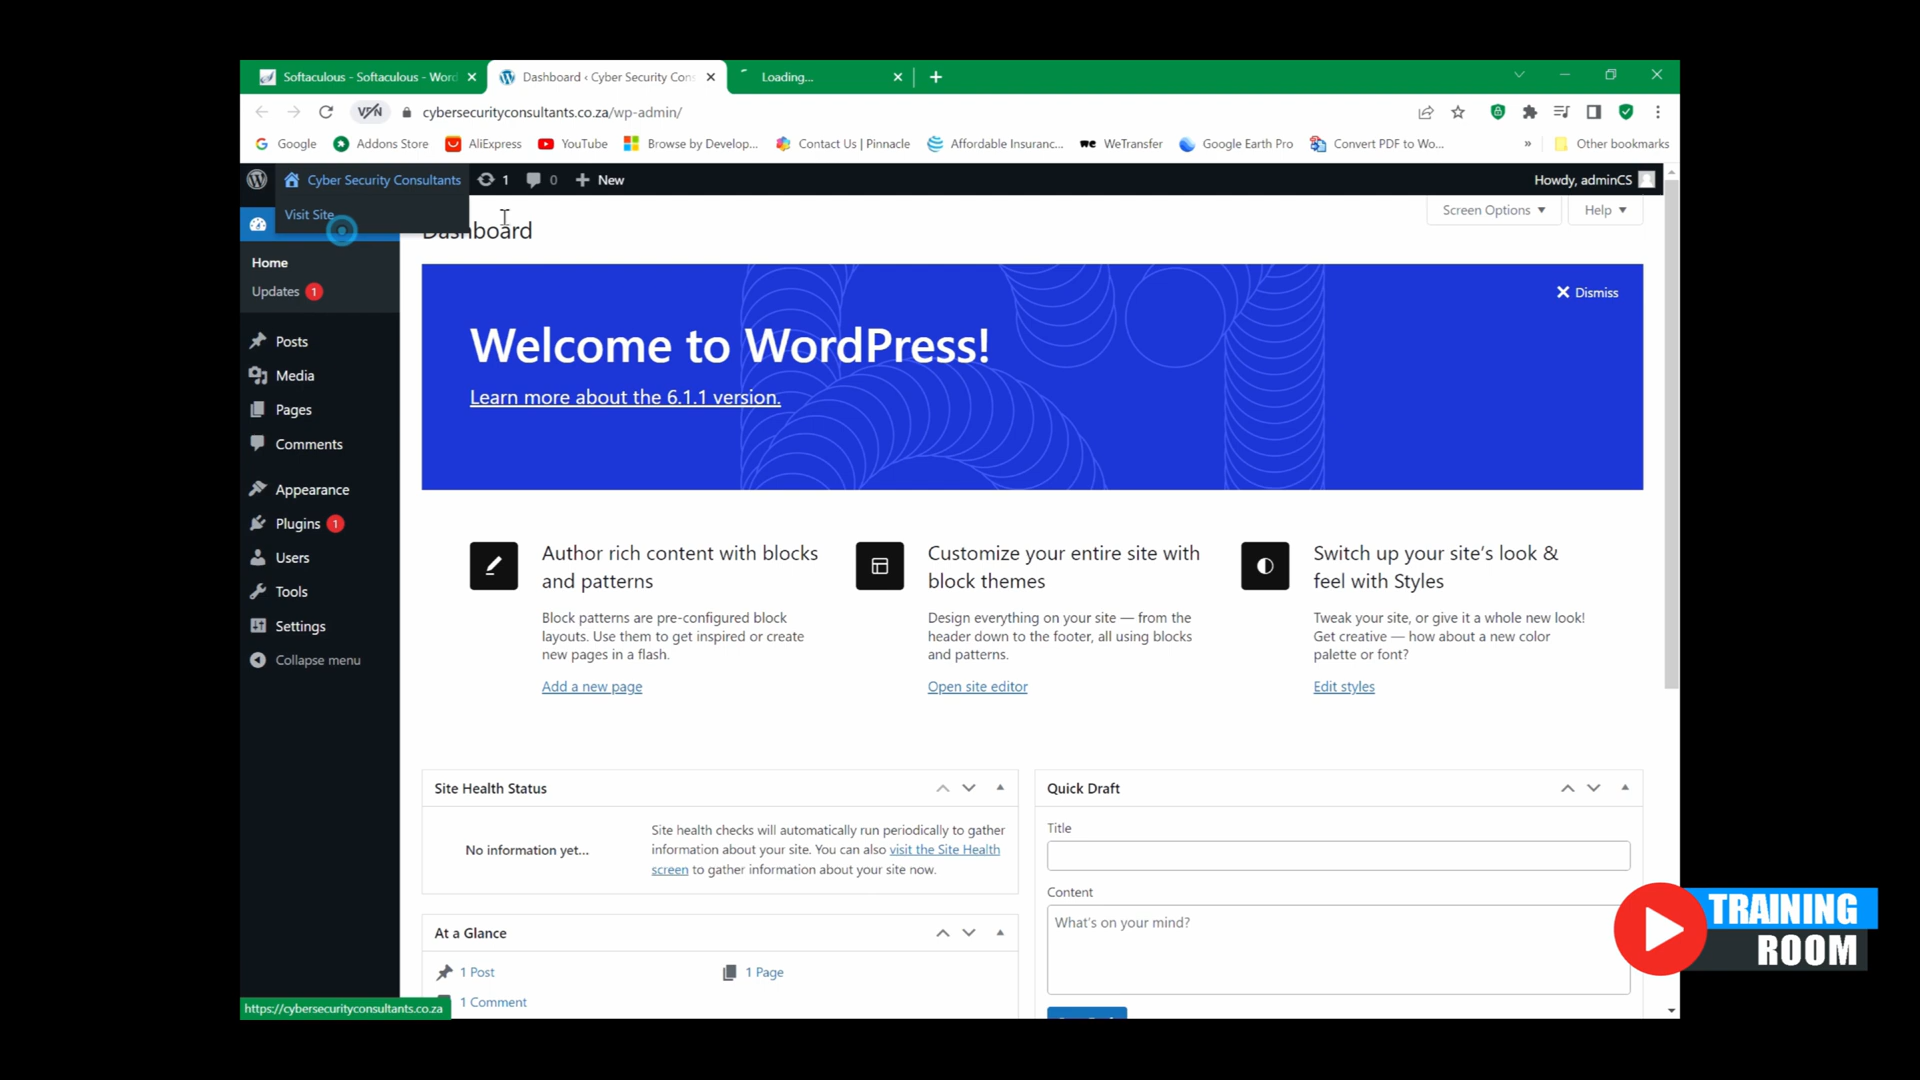 Softaculous - Softaculous - Word
Dashboard ‹ Cyber Security Con
Loading...
VPN
cybersecurityconsultants.co.za/wp-admin/
Google
Addons Store
AliExpress
YouTube
Browse by Develop...
Contact Us | Pinnacle
Affordable Insuranc...
we WeTransfer
Google Earth Pro
Convert PDF to Wo...
»
Other bookmarks
Cyber Security Consultants
1
0
New
Howdy, adminCS
Visit Site
Dashboard
Screen Options
Help
Home
Updates 1
Posts
Media
Pages
Comments
Appearance
Plugins 1
Users
Tools
Settings
Collapse menu
Dismiss
Welcome to WordPress!
Learn more about the 6.1.1 version.
Author rich content with blocks
and patterns
Block patterns are pre-configured block
layouts. Use them to get inspired or create
new pages in a flash.
Add a new page
Customize your entire site with
block themes
Design everything on your site — from the
header down to the footer, all using blocks
and patterns.
Open site editor
Switch up your site's look &
feel with Styles
Tweak your site, or give it a whole new look!
Get creative — how about a new color
palette or font?
Edit styles
Site Health Status
No information yet...
Site health checks will automatically run periodically to gather
information about your site. You can also visit the Site Health
screen to gather information about your site now.
At a Glance
1 Post
1 Page
1 Comment
Quick Draft
Title
Content
What's on your mind?
https://cybersecurityconsultants.co.za
TRAINING
ROOM